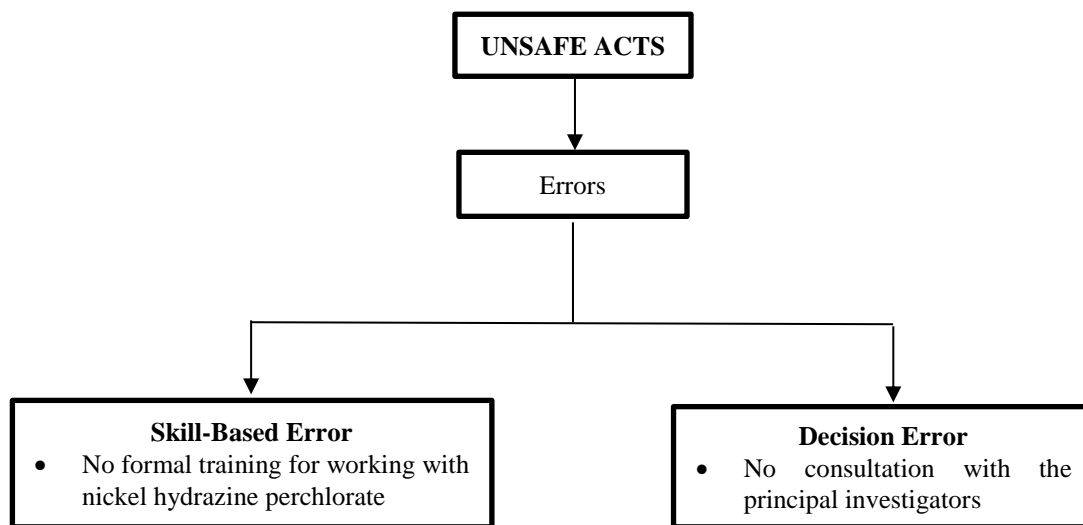 UNSAFE ACTS
Errors
Skill-Based Error
• No formal training for working with
nickel hydrazine perchlorate
Decision Error
• No consultation with the
principal investigators